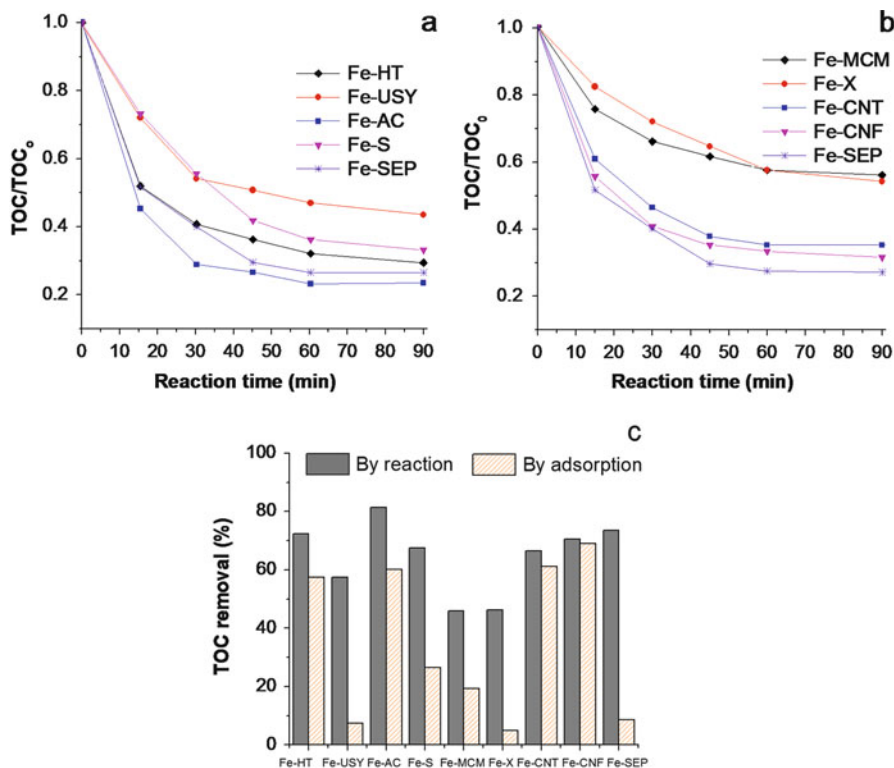 a
1.0
0.8
0.6
0.4
0.2
TOC/TOCₒ
Fe-HT
Fe-USY
Fe-AC
Fe-S
Fe-SEP
0 10 20 30 40 50 60 70 80 90
Reaction time (min)
b
1.0
0.8
0.6
0.4
0.2
TOC/TOC₀
Fe-MCM
Fe-X
Fe-CNT
Fe-CNF
Fe-SEP
0 10 20 30 40 50 60 70 80 90
Reaction time (min)
c
100
80
60
40
20
0
TOC removal (%)
By reaction By adsorption
Fe-HT Fe-USY Fe-AC Fe-S Fe-MCM Fe-X Fe-CNT Fe-CNF Fe-SEP